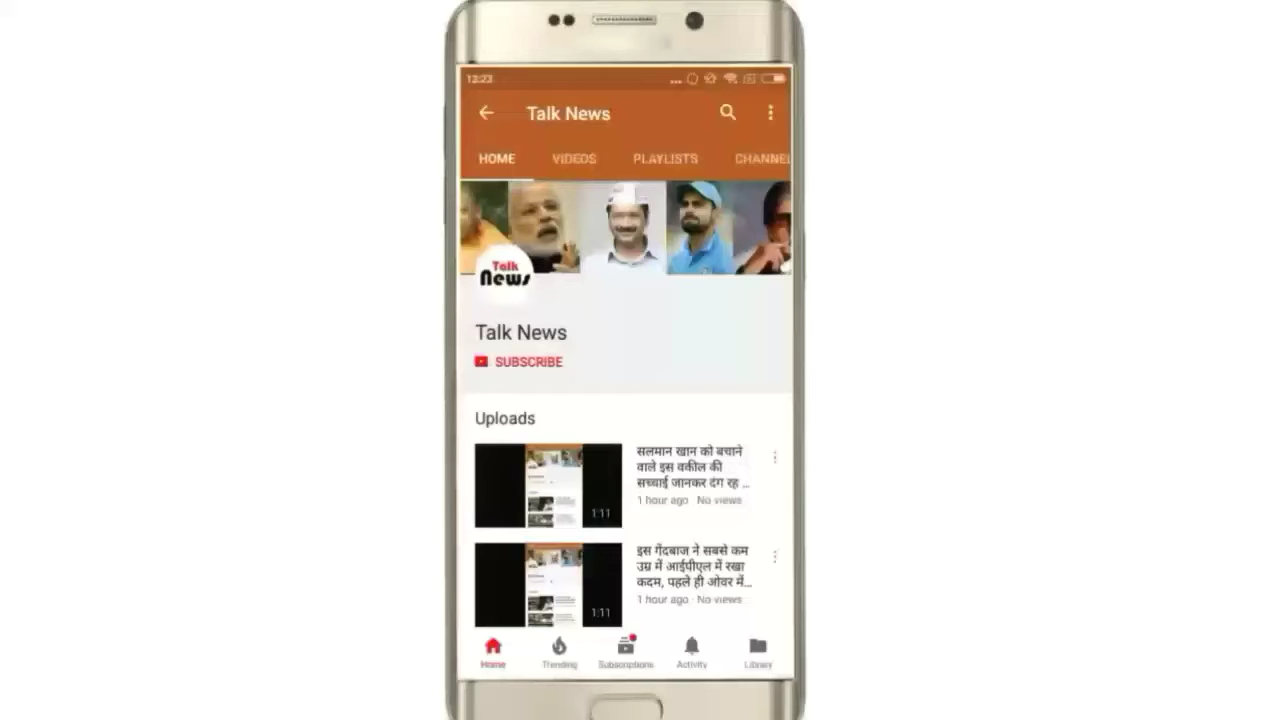 12:23
Talk News
HOME VIDEOS PLAYLISTS CHANNEL
Talk
News
Talk News
SUBSCRIBE
Uploads
सलमान खान को बचाने
वाले इस वकील की
सच्चाई जानकर दंग रह ...
1 hour ago · No views
1:11
इस गेंदबाज ने सबसे कम
उम्र में आईपीएल में रखा
कदम, पहले ही ओवर में...
1 hour ago · No views
1:11
Home Trending Subscriptions Activity Library